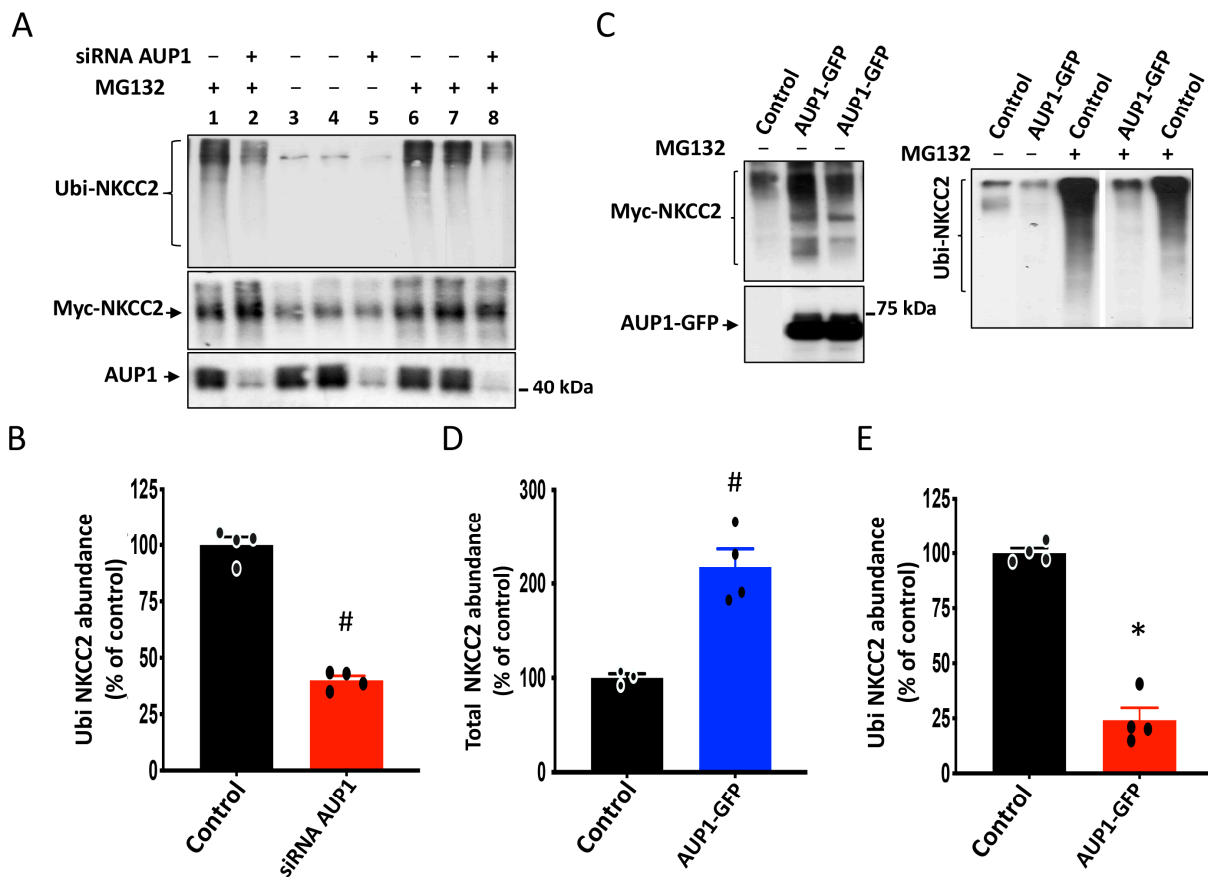 A
siRNA AUP1 – + – – + – – +
MG132 + + – – – + + +
1 2 3 4 5 6 7 8
Ubi-NKCC2
Myc-NKCC2
AUP1
40 kDa
C
Control AUP1-GFP AUP1-GFP
MG132 – – –
Myc-NKCC2
AUP1-GFP
75 kDa
Control AUP1-GFP Control AUP1-GFP Control
MG132 – – + + +
Ubi-NKCC2
B
Ubi NKCC2 abundance
(% of control)
125
100
75
50
25
0
#
Control siRNA AUP1
D
Total NKCC2 abundance
(% of control)
300
200
100
0
#
Control AUP1-GFP
E
Ubi NKCC2 abundance
(% of control)
125
100
75
50
25
0
*
Control AUP1-GFP